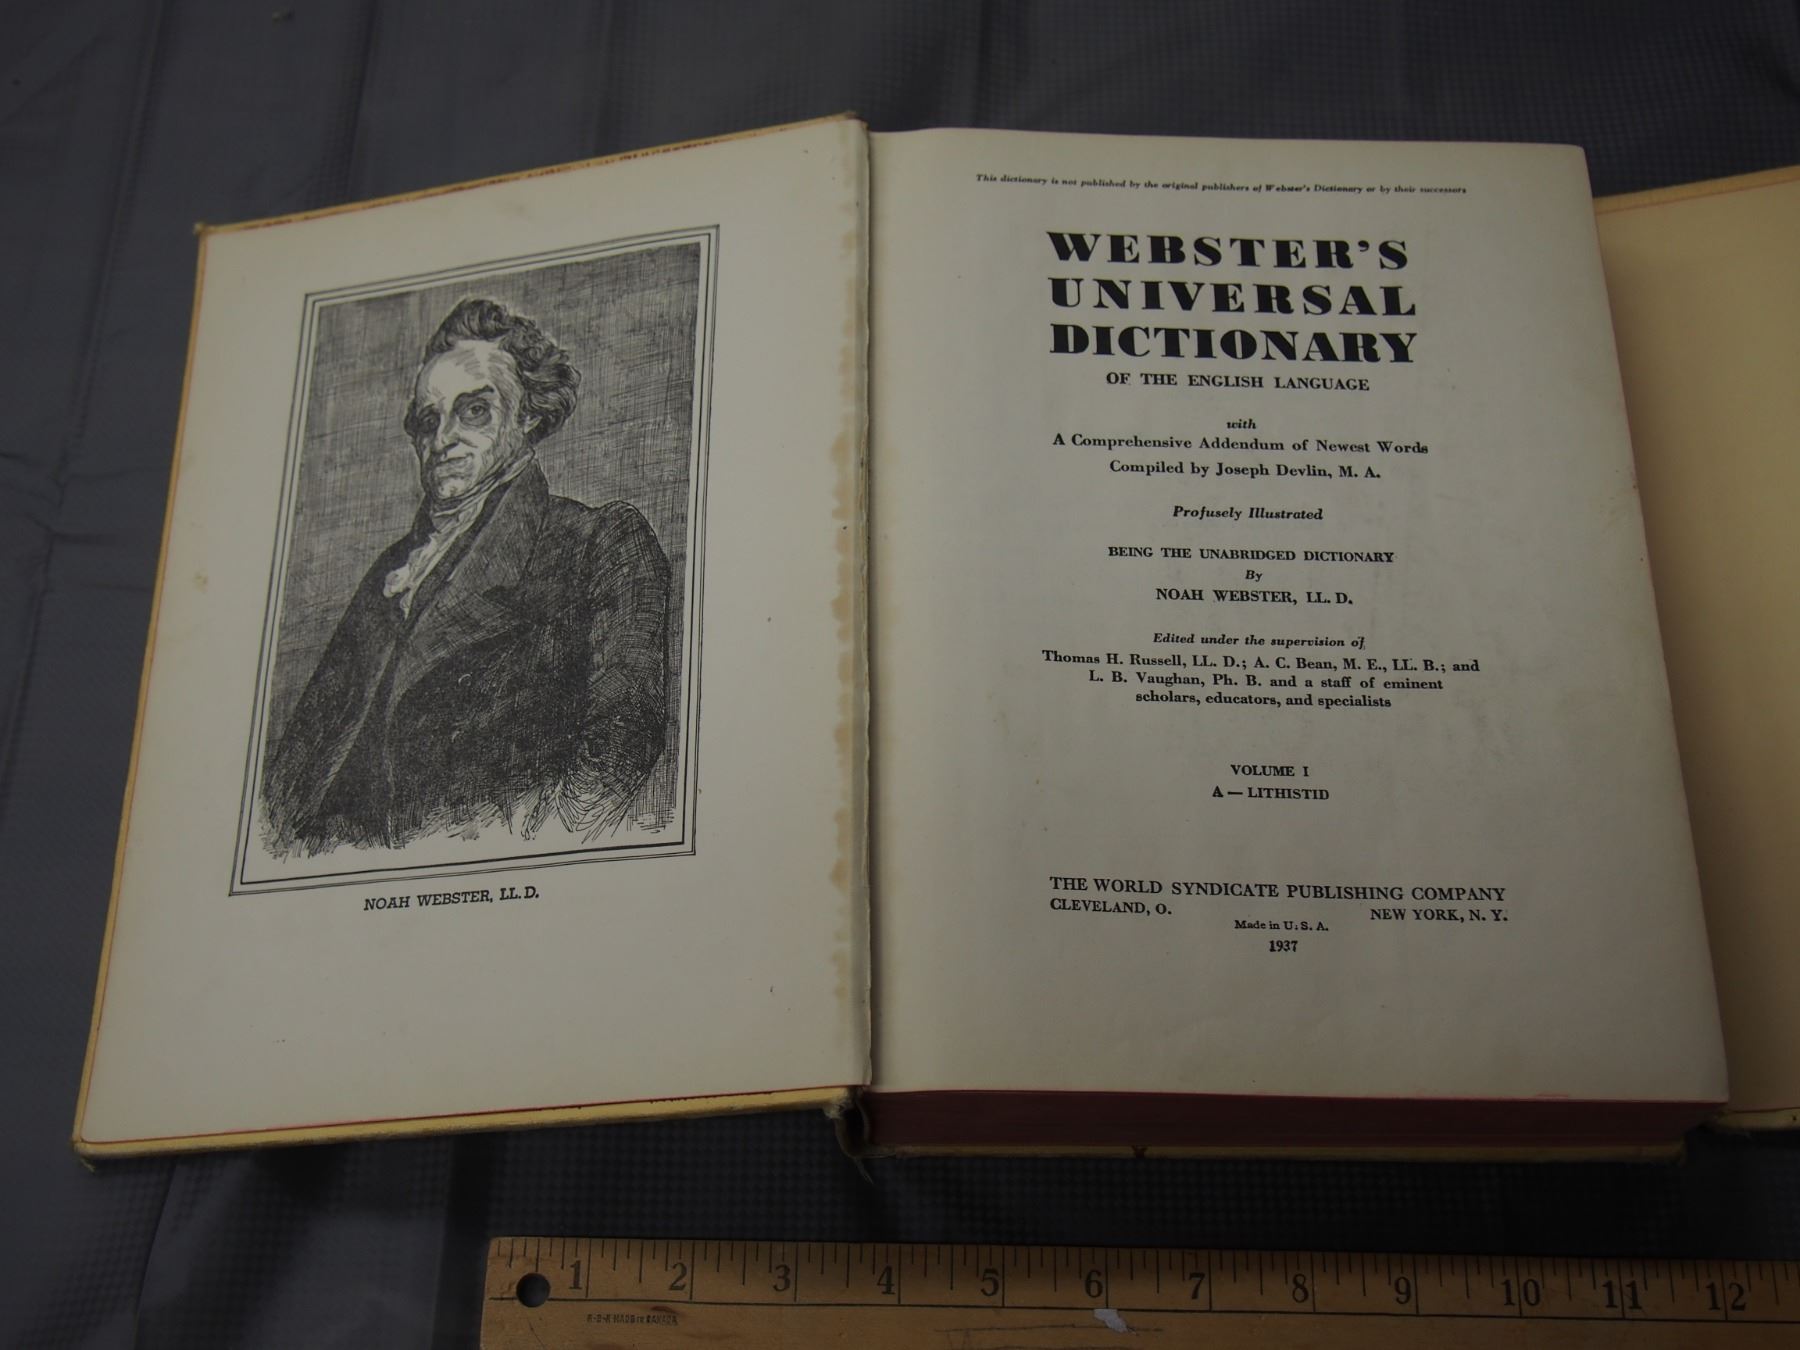 NOAH WEBSTER, LL. D.
This dictionary is not published by the original publishers of Webster's Dictionary or by their successors
WEBSTER'S
UNIVERSAL
DICTIONARY
OF THE ENGLISH LANGUAGE
with
A Comprehensive Addendum of Newest Words
Compiled by Joseph Devlin, M. A.
Profusely Illustrated
BEING THE UNABRIDGED DICTIONARY
By
NOAH WEBSTER, LL. D.
Edited under the supervision of
Thomas H. Russell, LL. D.; A. C. Bean, M. E., LL. B.; and
L. B. Vaughan, Ph. B. and a staff of eminent
scholars, educators, and specialists
VOLUME I
A — LITHISTID
THE WORLD SYNDICATE PUBLISHING COMPANY
CLEVELAND, O. NEW YORK, N. Y.
Made in U. S. A.
1937
1 2 3 4 5 6 7 8 9 10 11 12
MADE IN CANADA